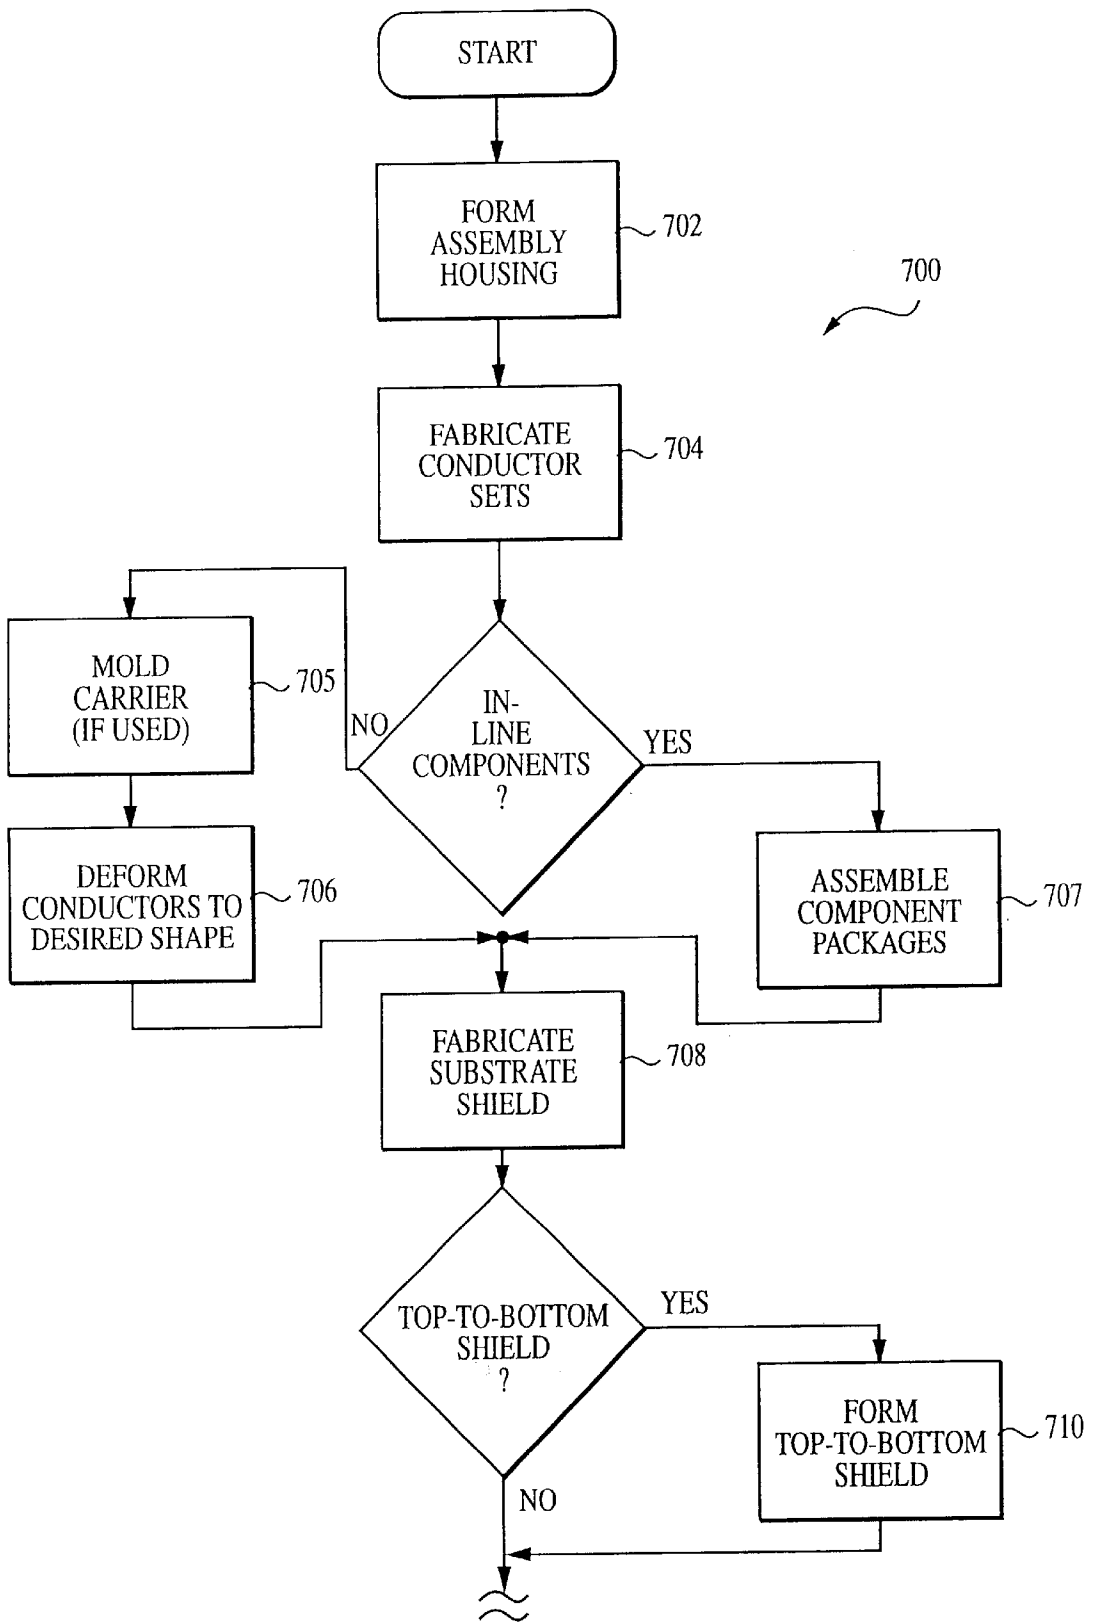 START
FORM
ASSEMBLY
HOUSING
702
700
FABRICATE
CONDUCTOR
SETS
704
MOLD
CARRIER
(IF USED)
705
NO
IN-
LINE
COMPONENTS
?
YES
DEFORM
CONDUCTORS TO
DESIRED SHAPE
706
ASSEMBLE
COMPONENT
PACKAGES
707
FABRICATE
SUBSTRATE
SHIELD
708
TOP-TO-BOTTOM
SHIELD
?
YES
NO
FORM
TOP-TO-BOTTOM
SHIELD
710